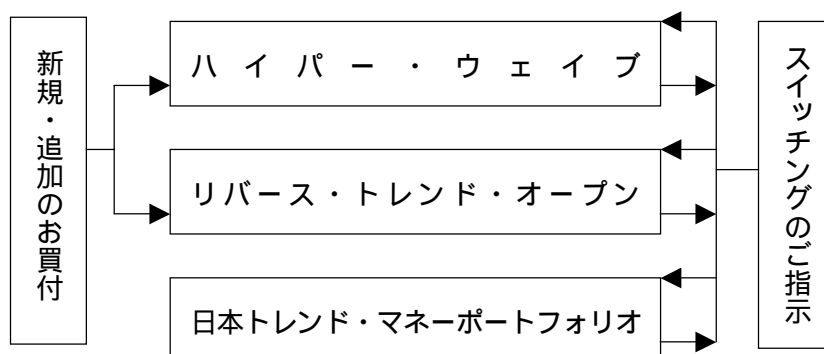 新規・追加のお買付
ハイパー・ウェイブ
リバース・トレンド・オープン
日本トレンド・マネーポートフォリオ
スイッチングのご指示